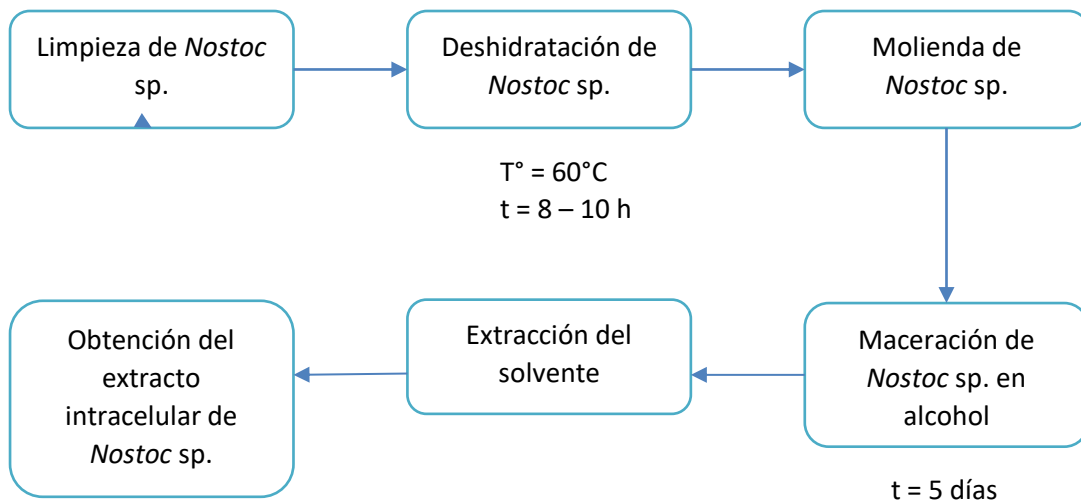 Limpieza de Nostoc
sp.
Deshidratación de
Nostoc sp.
Molienda de
Nostoc sp.
T° = 60°C
t = 8 – 10 h
Maceración de
Nostoc sp. en
alcohol
t = 5 días
Extracción del
solvente
Obtención del
extracto
intracelular de
Nostoc sp.